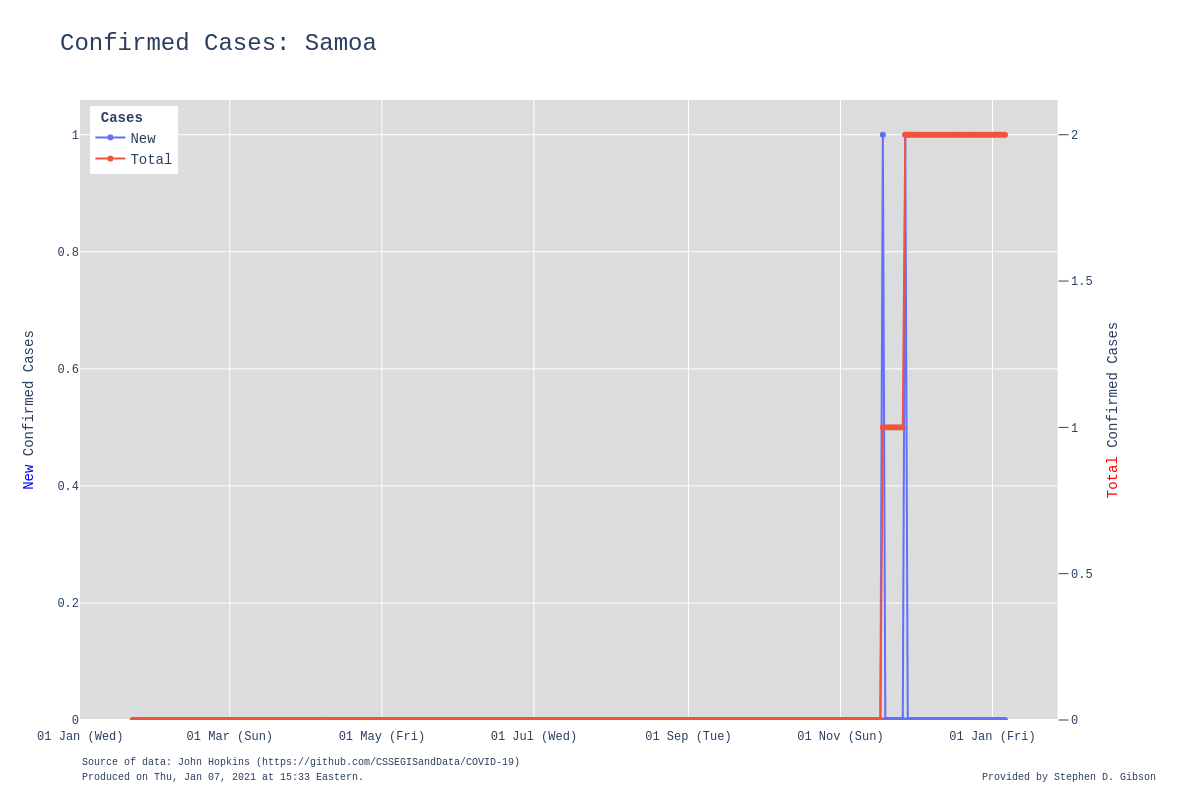 Confirmed Cases: Samoa
Cases
New
Total
1
0.8
0.6
0.4
0.2
0
2
1.5
1
0.5
0
New Confirmed Cases
Total Confirmed Cases
01 Jan (Wed)
01 Mar (Sun)
01 May (Fri)
01 Jul (Wed)
01 Sep (Tue)
01 Nov (Sun)
01 Jan (Fri)
Source of data: John Hopkins (https://github.com/CSSEGISandData/COVID-19)
Produced on Thu, Jan 07, 2021 at 15:33 Eastern.
Provided by Stephen D. Gibson